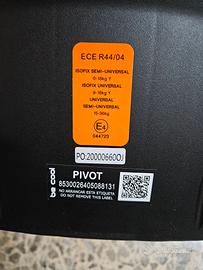 ECE R44/04
ISOFIX SEMI-UNIVERSAL
0-18kg Y
ISOFIX UNIVERSAL
9-18kg Y
UNIVERSAL
SEMI-UNIVERSAL
15-36kg
E4
044723
PO:20000660OJ
be cool
PIVOT
8530026405088131
NO ARRANCAR ESTA ETIQUETA
DO NOT REMOVE THIS LABEL